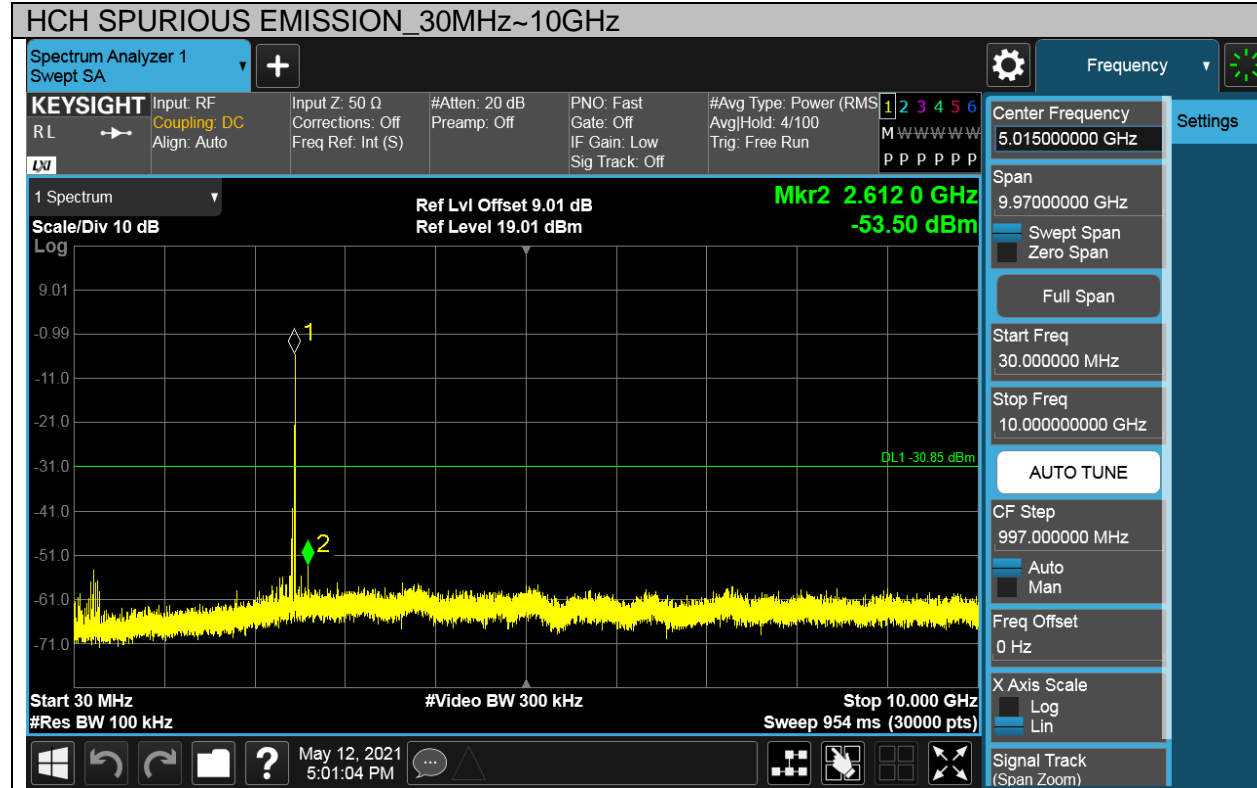 HCH SPURIOUS EMISSION_30MHz~10GHz
Spectrum Analyzer 1
Swept SA
+
Frequency
KEYSIGHT
RL
LXI
Input: RF
Coupling: DC
Align: Auto
Input Z: 50 Ω
Corrections: Off
Freq Ref: Int (S)
#Atten: 20 dB
Preamp: Off
PNO: Fast
Gate: Off
IF Gain: Low
Sig Track: Off
#Avg Type: Power (RMS
Avg|Hold: 4/100
Trig: Free Run
1 2 3 4 5 6
M W W W W W
P P P P P P
1 Spectrum
Scale/Div 10 dB
Log
Ref Lvl Offset 9.01 dB
Ref Level 19.01 dBm
Mkr2 2.612 0 GHz
-53.50 dBm
9.01
-0.99
-11.0
-21.0
-31.0
-41.0
-51.0
-61.0
-71.0
1
2
DL1 -30.85 dBm
Start 30 MHz
#Res BW 100 kHz
#Video BW 300 kHz
Stop 10.000 GHz
Sweep 954 ms (30000 pts)
?
May 12, 2021
5:01:04 PM
Center Frequency
5.015000000 GHz
Settings
Span
9.97000000 GHz
Swept Span
Zero Span
Full Span
Start Freq
30.000000 MHz
Stop Freq
10.000000000 GHz
AUTO TUNE
CF Step
997.000000 MHz
Auto
Man
Freq Offset
0 Hz
X Axis Scale
Log
Lin
Signal Track
(Span Zoom)